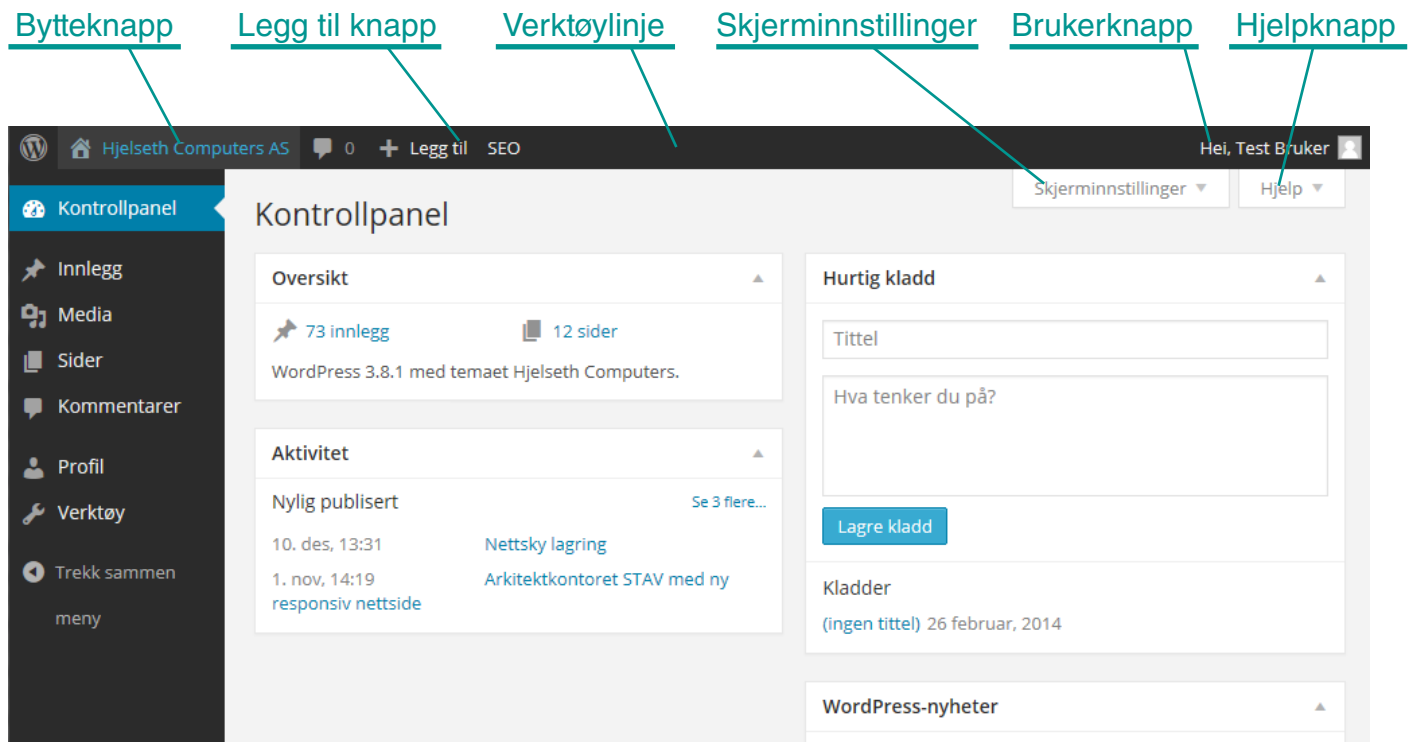 Bytteknapp Legg til knapp Verktøylinje Skjerminnstillinger Brukerknapp Hjelpknapp
Hjelseth Computers AS 0 Legg til SEO Hei, Test Bruker
Skjerminnstillinger Hjelp
Kontrollpanel
Innlegg
Media
Sider
Kommentarer
Profil
Verktøy
Trekk sammen
meny
Kontrollpanel
Oversikt
73 innlegg 12 sider
WordPress 3.8.1 med temaet Hjelseth Computers.
Aktivitet
Nylig publisert Se 3 flere...
10. des, 13:31 Nettsky lagring
1. nov, 14:19 Arkitektkontoret STAV med ny
responsiv nettside
Hurtig kladd
Tittel
Hva tenker du på?
Lagre kladd
Kladder
(ingen tittel) 26 februar, 2014
WordPress-nyheter